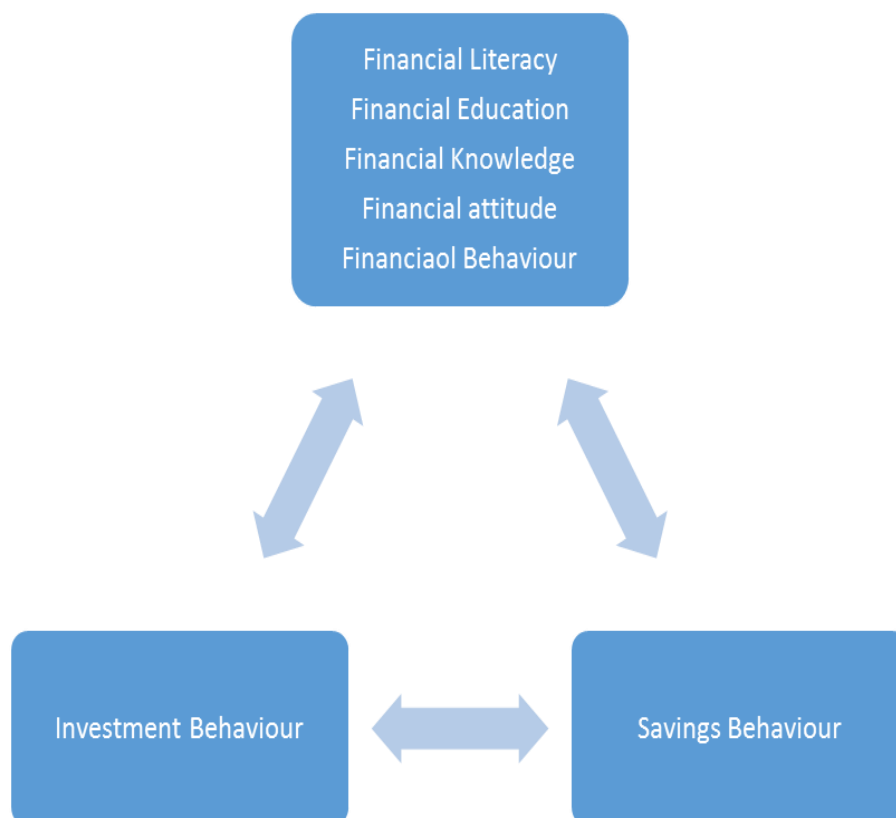 Financial Literacy
Financial Education
Financial Knowledge
Financial attitude
Financiaol Behaviour
Investment Behaviour
Savings Behaviour